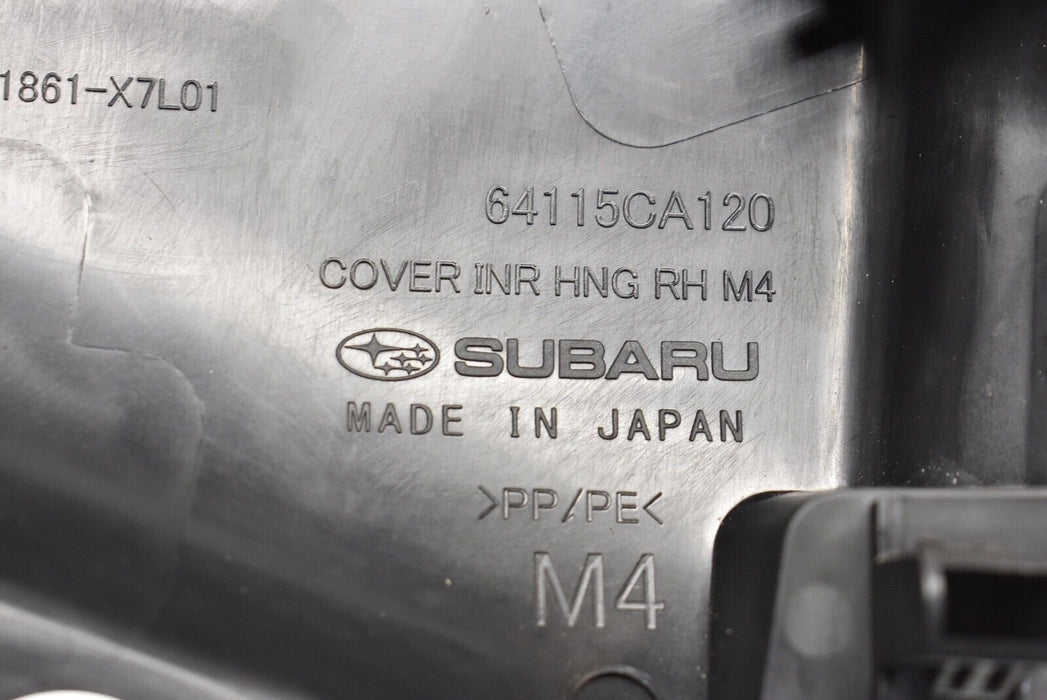 1861-X7L01
64115CA120
COVER INR HNG RH M4
SUBARU
MADE IN JAPAN
>PP/PE<
M4